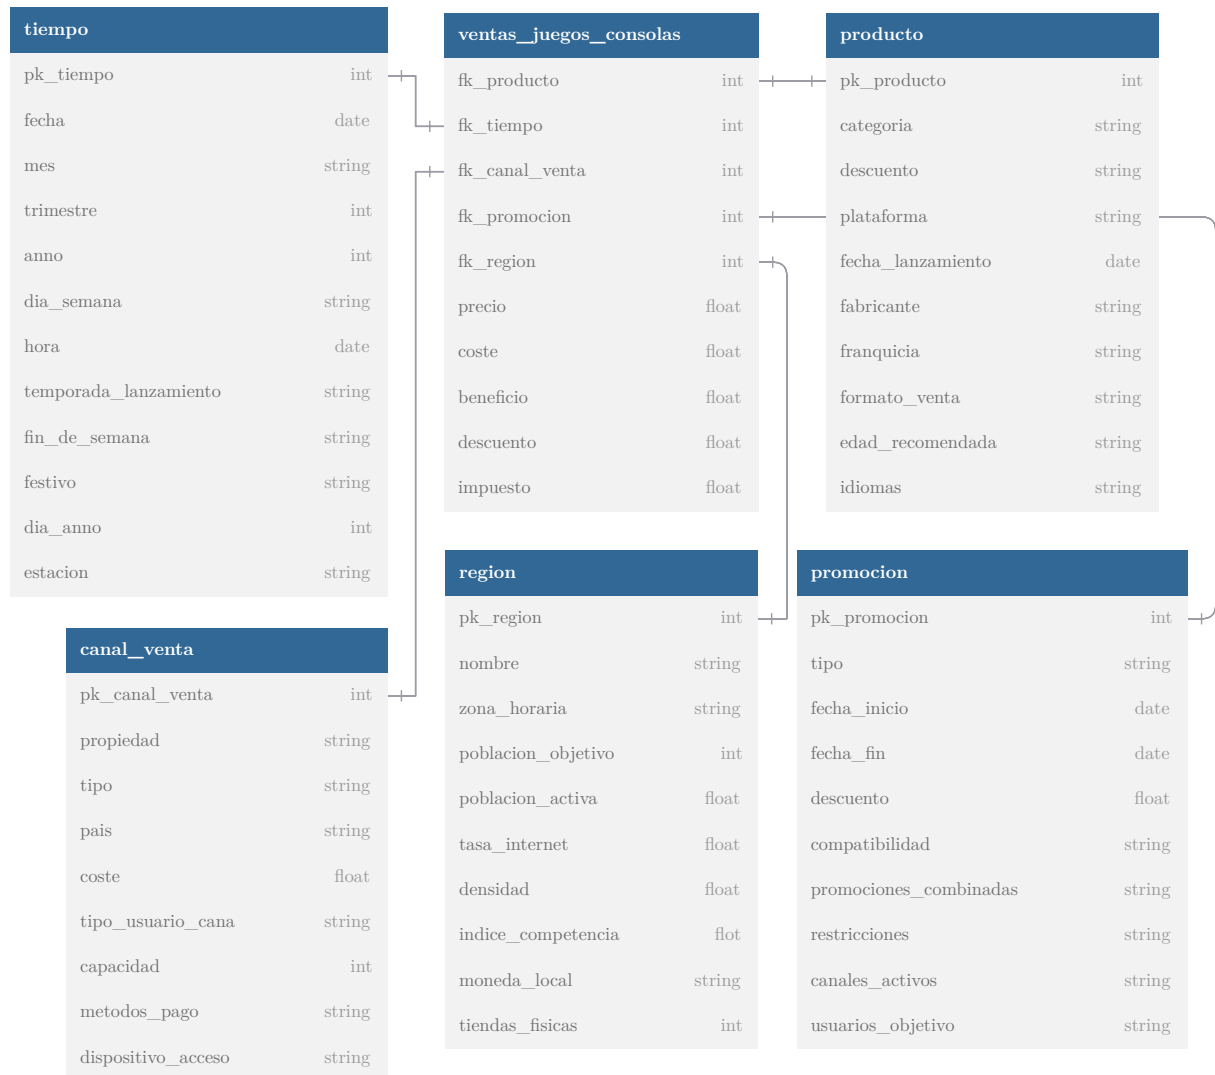 tiempo
pk_tiempo int
fecha date
mes string
trimestre int
anno int
dia_semana string
hora date
temporada_lanzamiento string
fin_de_semana string
festivo string
dia_anno int
estacion string
ventas_juegos_consolas
fk_producto int
fk_tiempo int
fk_canal_venta int
fk_promocion int
fk_region int
precio float
coste float
beneficio float
descuento float
impuesto float
producto
pk_producto int
categoria string
descuento string
plataforma string
fecha_lanzamiento date
fabricante string
franquicia string
formato_venta string
edad_recomendada string
idiomas string
canal_venta
pk_canal_venta int
propiedad string
tipo string
pais string
coste float
tipo_usuario_cana string
capacidad int
metodos_pago string
dispositivo_acceso string
region
pk_region int
nombre string
zona_horaria string
poblacion_objetivo int
poblacion_activa float
tasa_internet float
densidad float
indice_competencia flot
moneda_local string
tiendas_fisicas int
promocion
pk_promocion int
tipo string
fecha_inicio date
fecha_fin date
descuento float
compatibilidad string
promociones_combinadas string
restricciones string
canales_activos string
usuarios_objetivo string